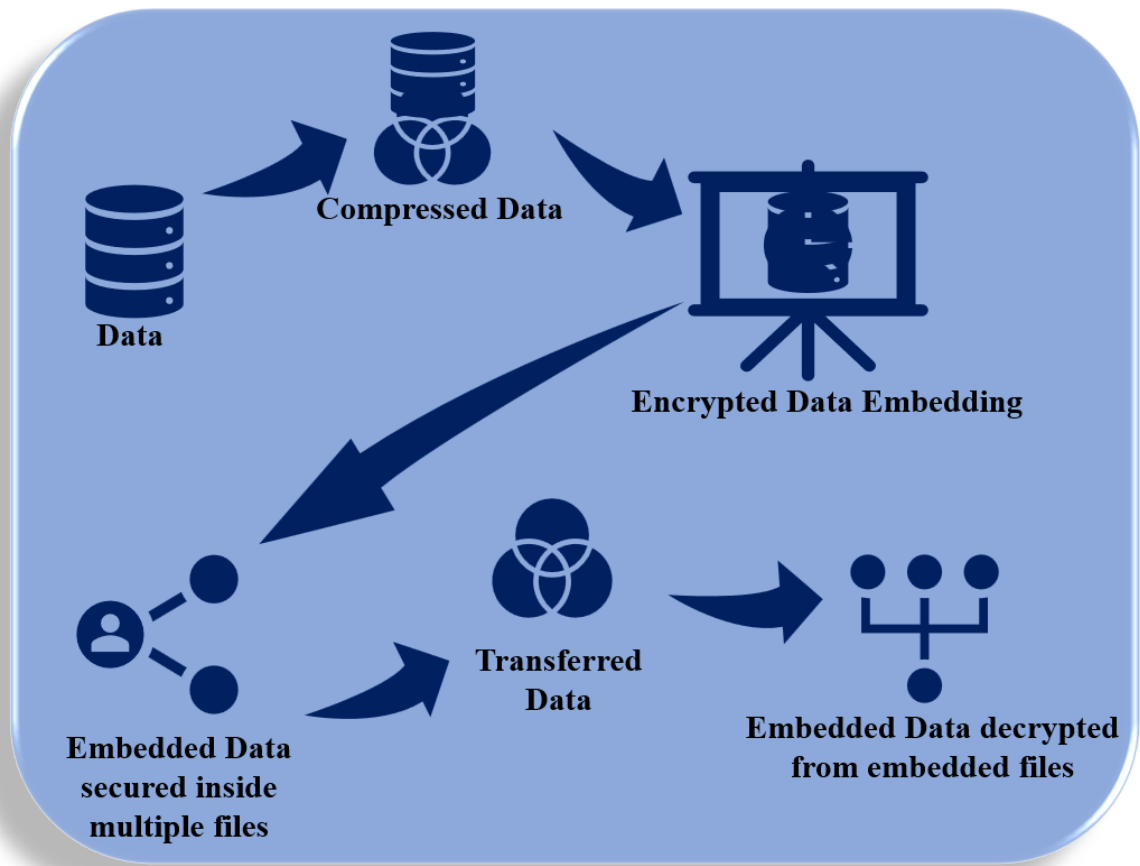 Compressed Data
Data
Encrypted Data Embedding
Embedded Data
secured inside
multiple files
Transferred
Data
Embedded Data decrypted
from embedded files